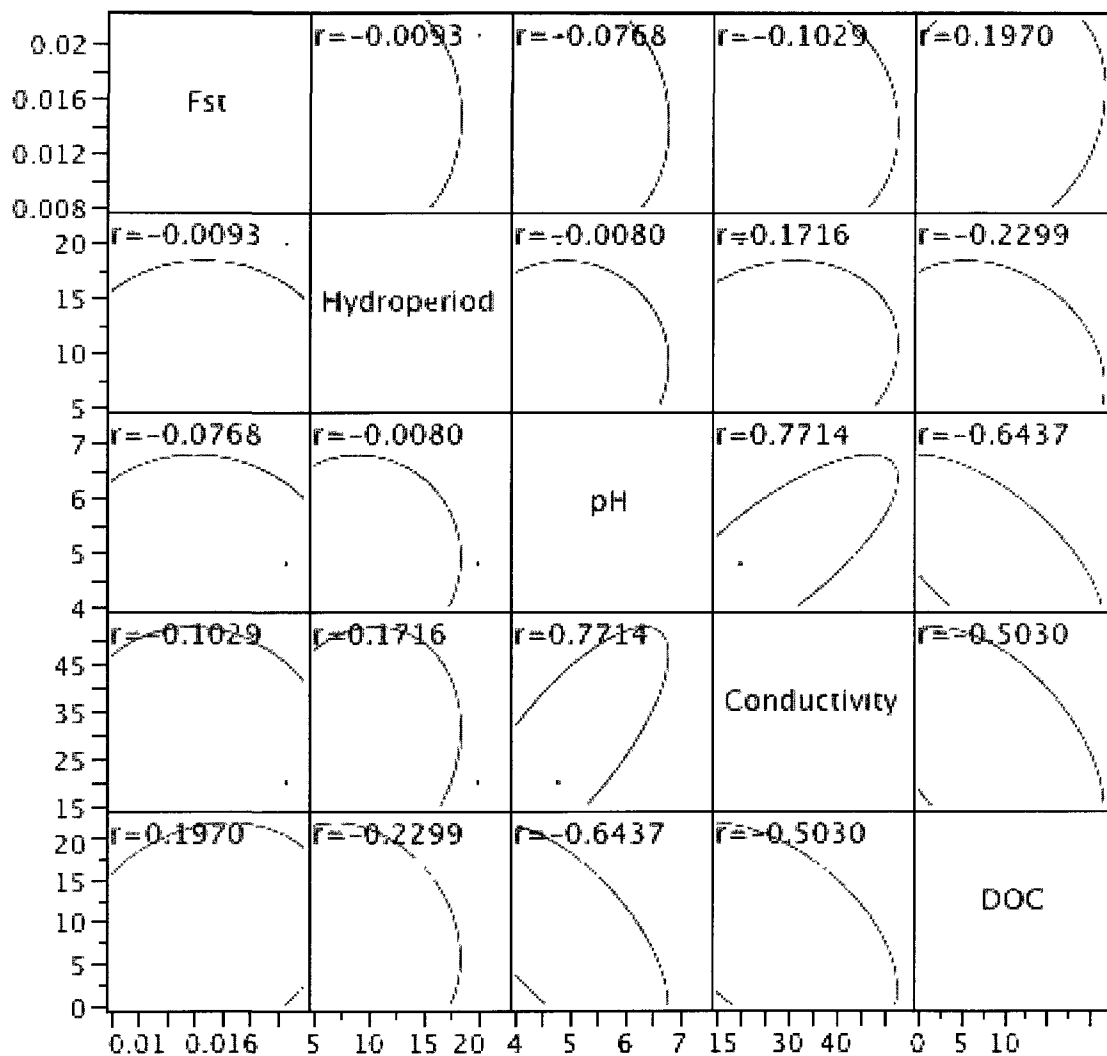 0.02 r=-0.0093 r=-0.0768 r=-0.1029 r=0.1970
0.016 Fst
0.012
0.008
20 r=-0.0093 r=-0.0080 r=0.1716 r=-0.2299
15 Hydroperiod
10
5
7 r=-0.0768 r=-0.0080 r=0.7714 r=-0.6437
6 pH
5
4
r=-0.1029 r=0.1716 r=0.7714 r=-0.5030
45
35 Conductivity
25
15
20 r=0.1970 r=-0.2299 r=-0.6437 r=-0.5030
15
10 DOC
5
0
0.01 0.016 5 10 15 20 4 5 6 7 15 30 40 0 5 10